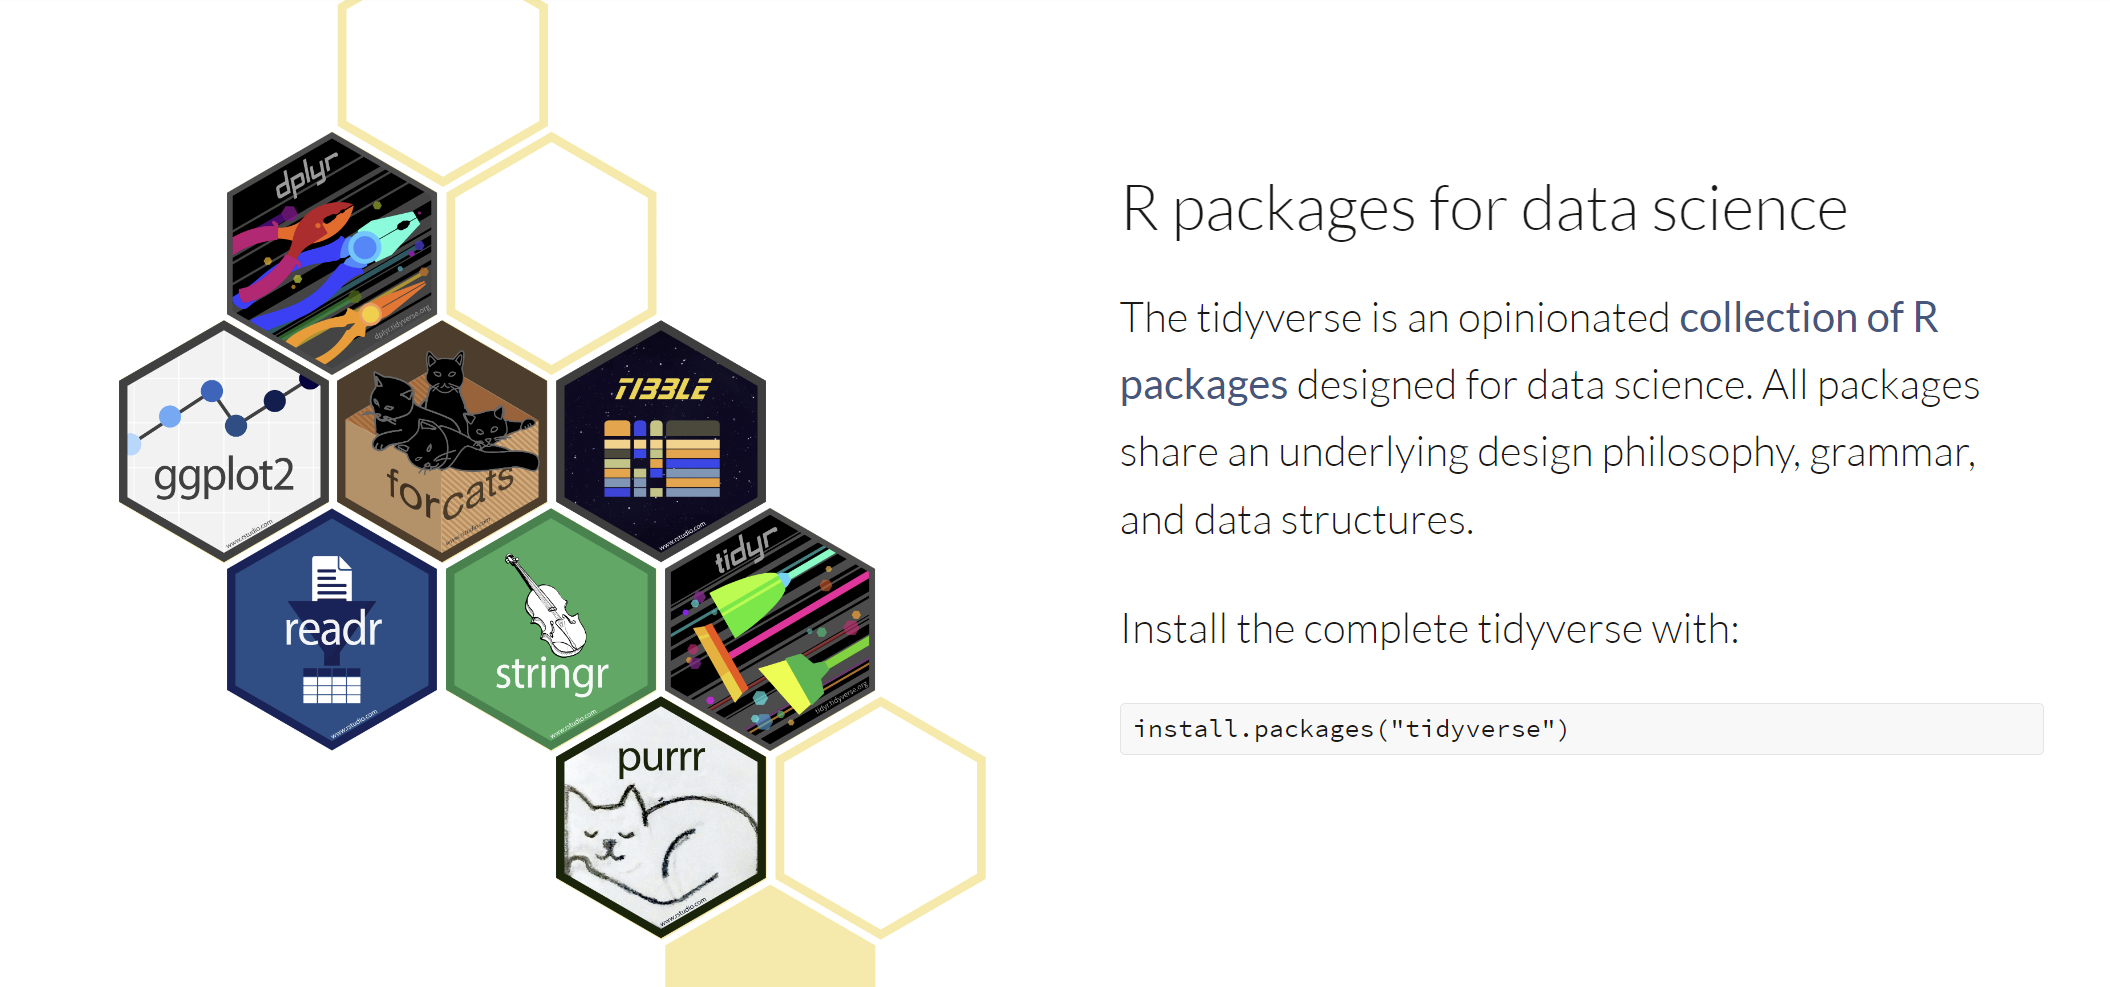 dplyr
dplyr.tidyverse.org
ggplot2
www.rstudio.com
forcats
www.rstudio.com
TIBBLE
www.rstudio.com
readr
www.rstudio.com
stringr
www.rstudio.com
tidyr
tidyr.tidyverse.org
purrr
www.rstudio.com
R packages for data science
The tidyverse is an opinionated collection of R
packages designed for data science. All packages
share an underlying design philosophy, grammar,
and data structures.
Install the complete tidyverse with:
install.packages("tidyverse")